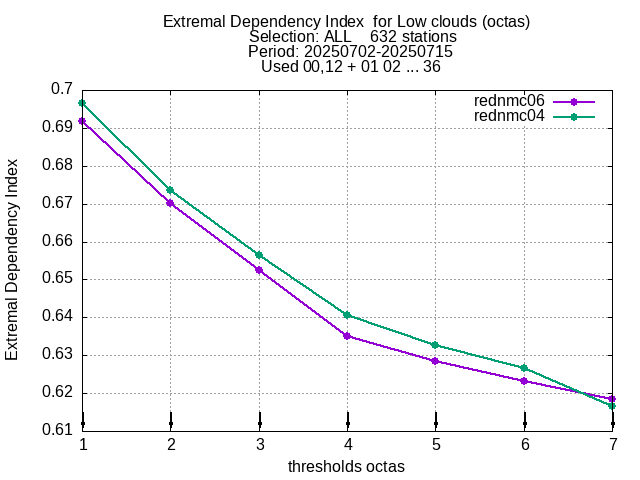 Extremal Dependency Index  for Low clouds (octas)
Selection: ALL    632 stations
Period: 20250702-20250715
Used 00,12 + 01 02 ... 36
rednmc06
rednmc04
0.7
0.69
0.68
0.67
0.66
0.65
0.64
0.63
0.62
0.61
Extremal Dependency Index
1 2 3 4 5 6 7
thresholds octas